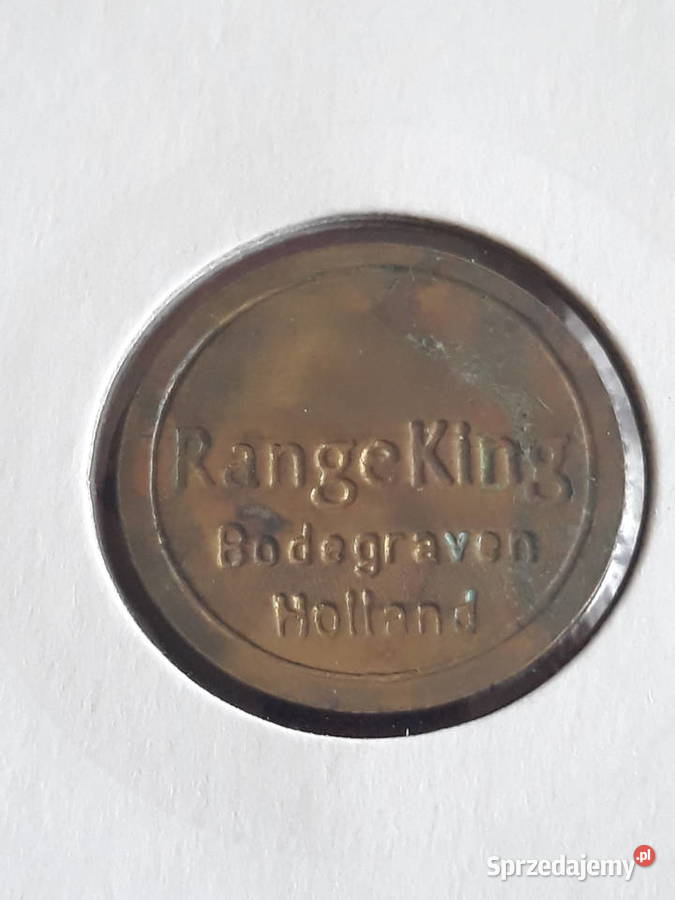 RangeKing
Bodegraven
Holland
Sprzedajemy.pl